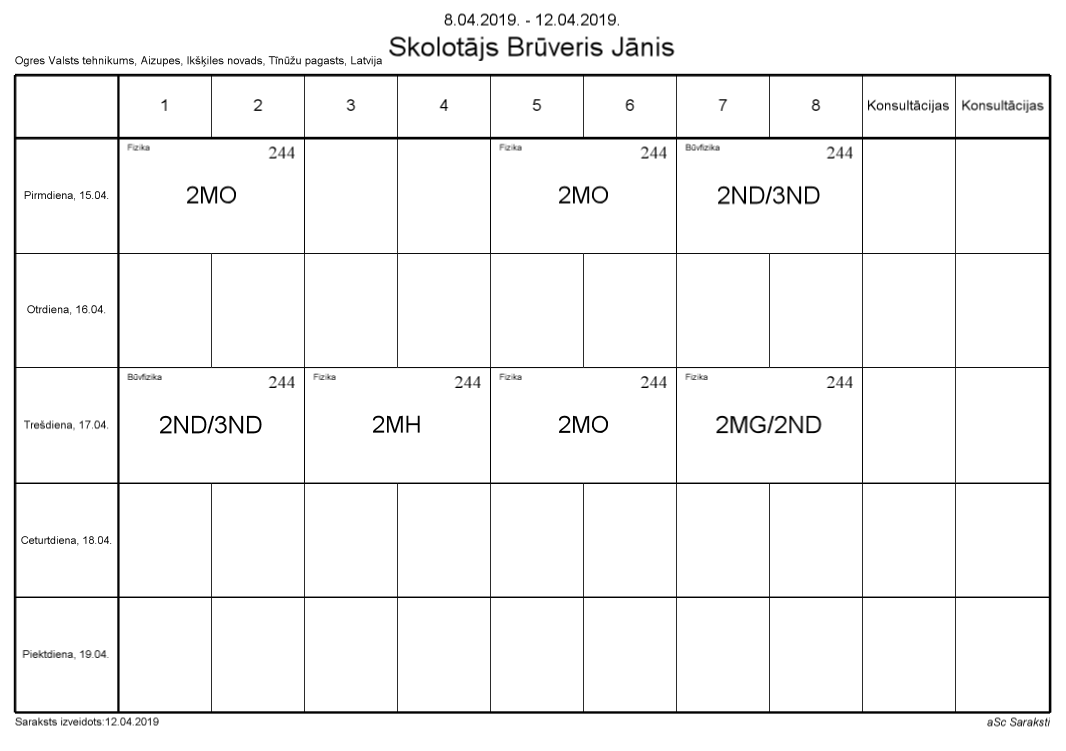 8.04.2019. - 12.04.2019.
Skolotājs Brūveris Jānis
Ogres Valsts tehnikums, Aizupes, Ikšķiles novads, Tīnūžu pagasts, Latvija
1 2 3 4 5 6 7 8 Konsultācijas Konsultācijas
Fizika 244 Fizika 244 Būvfizika 244
Pirmdiena, 15.04. 2MO 2MO 2ND/3ND
Otrdiena, 16.04.
Būvfizika 244 Fizika 244 Fizika 244 Fizika 244
Trešdiena, 17.04. 2ND/3ND 2MH 2MO 2MG/2ND
Ceturtdiena, 18.04.
Piektdiena, 19.04.
Saraksts izveidots:12.04.2019 aSc Saraksti